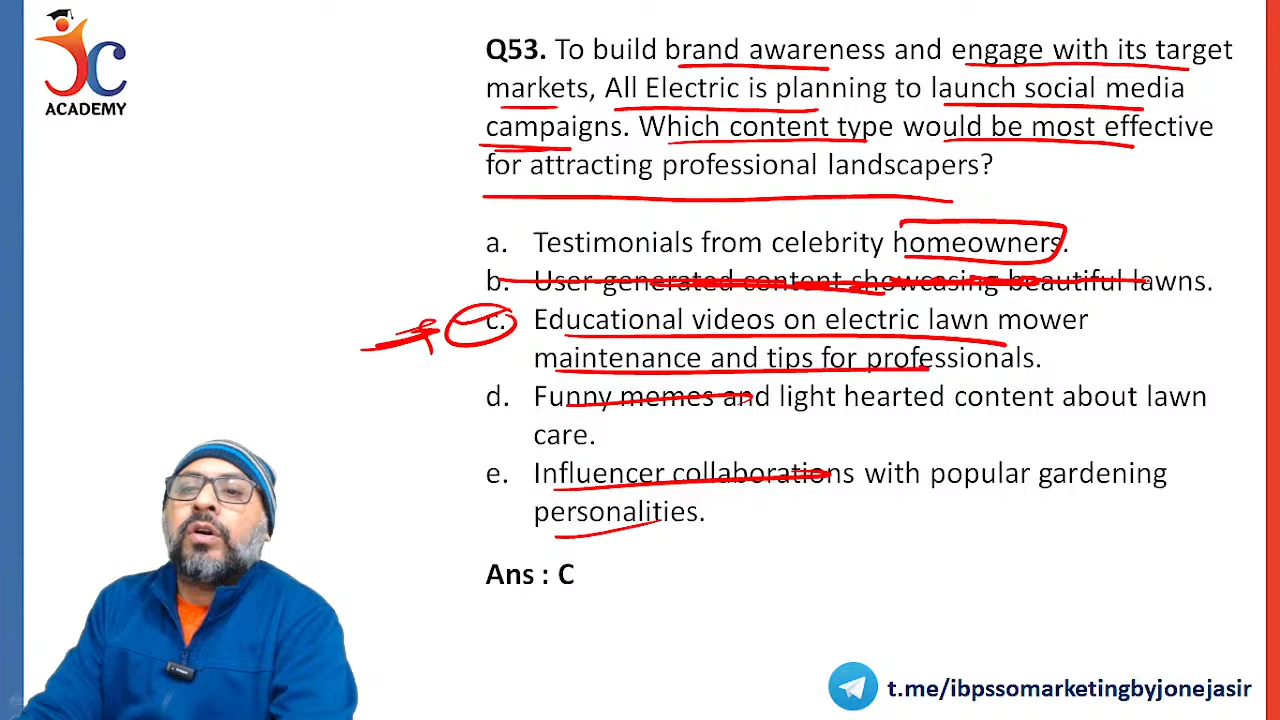 JC
ACADEMY
Q53. To build brand awareness and engage with its target
markets, All Electric is planning to launch social media
campaigns. Which content type would be most effective
for attracting professional landscapers?
a. Testimonials from celebrity homeowners.
b. User-generated content showcasing beautiful lawns.
c. Educational videos on electric lawn mower
maintenance and tips for professionals.
d. Funny memes and light hearted content about lawn
care.
e. Influencer collaborations with popular gardening
personalities.
Ans : C
t.me/ibpssomarketingbyjonejasir